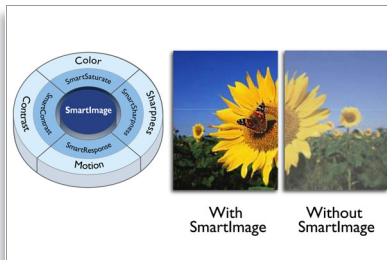 Color
SmartSaturate
Contrast
SmartContrast
SmartImage
SmartSharpness
Sharpness
SmartResponse
Motion
With
SmartImage
Without
SmartImage